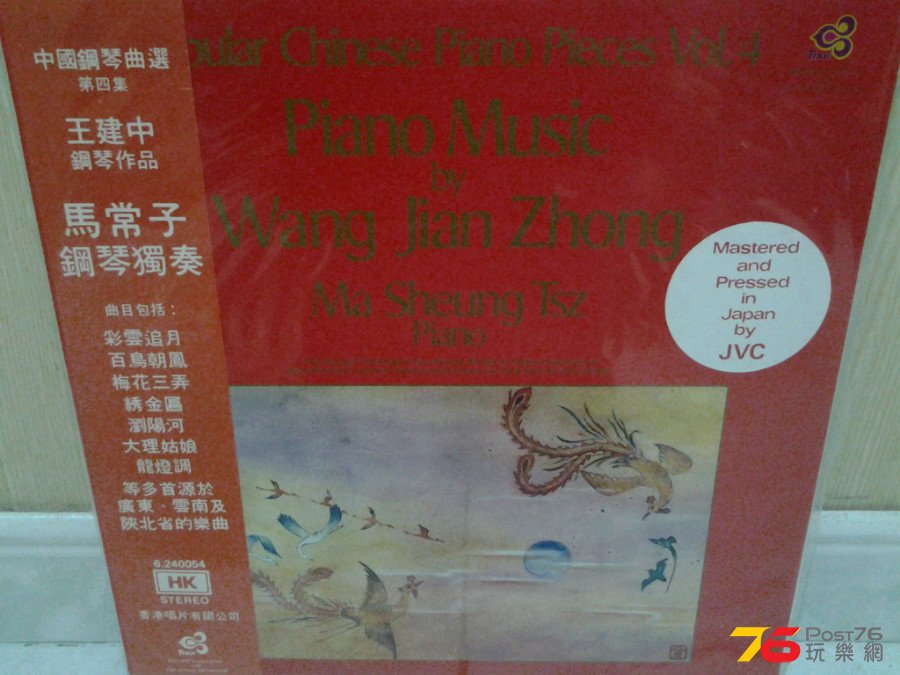 中國鋼琴曲選
第四集
王建中
鋼琴作品
馬常子
鋼琴獨奏
曲目包括：
彩雲追月
百鳥朝鳳
梅花三弄
綉金匾
瀏陽河
大理姑娘
龍燈調
等多首源於
廣東、雲南及
陝北省的樂曲
6.240054
HK
STEREO
香港唱片有限公司
pular Chinese Piano Pieces Vol.4
Piano Music
by
Wang Jian Zhong
Ma Sheung Tsz
Piano
Mastered
and
Pressed
in
Japan
by
JVC
76 Post76
玩樂網